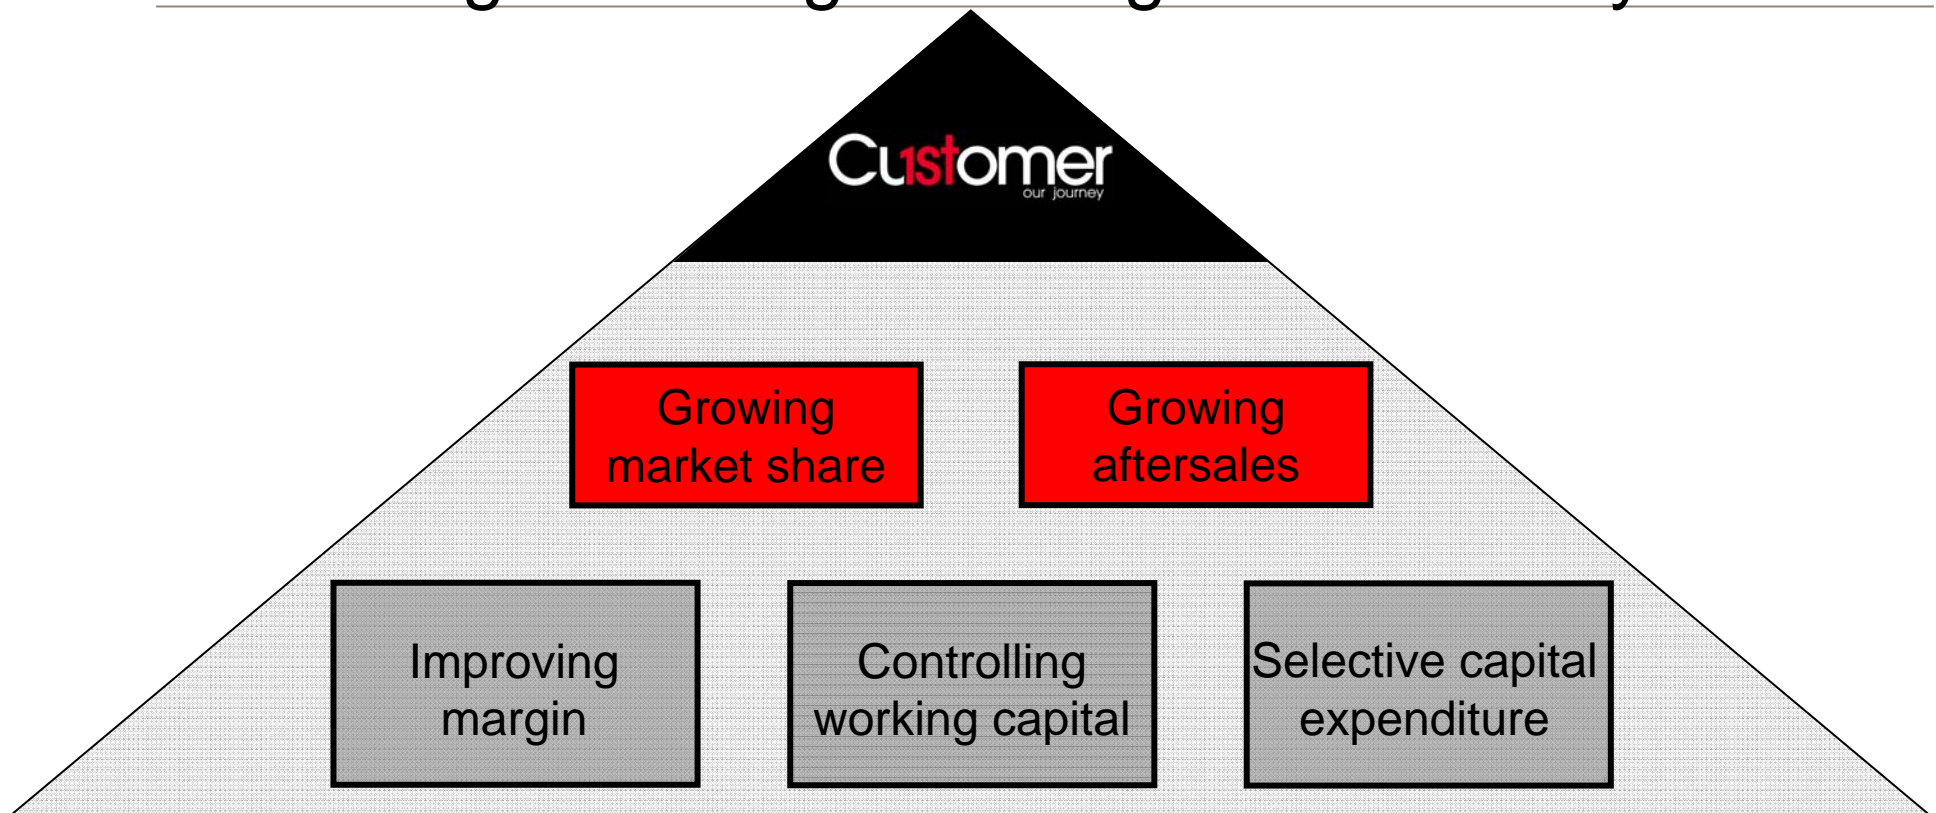 Cu1stomer
our journey
Growing
market share
Growing
aftersales
Improving
margin
Controlling
working capital
Selective capital
expenditure